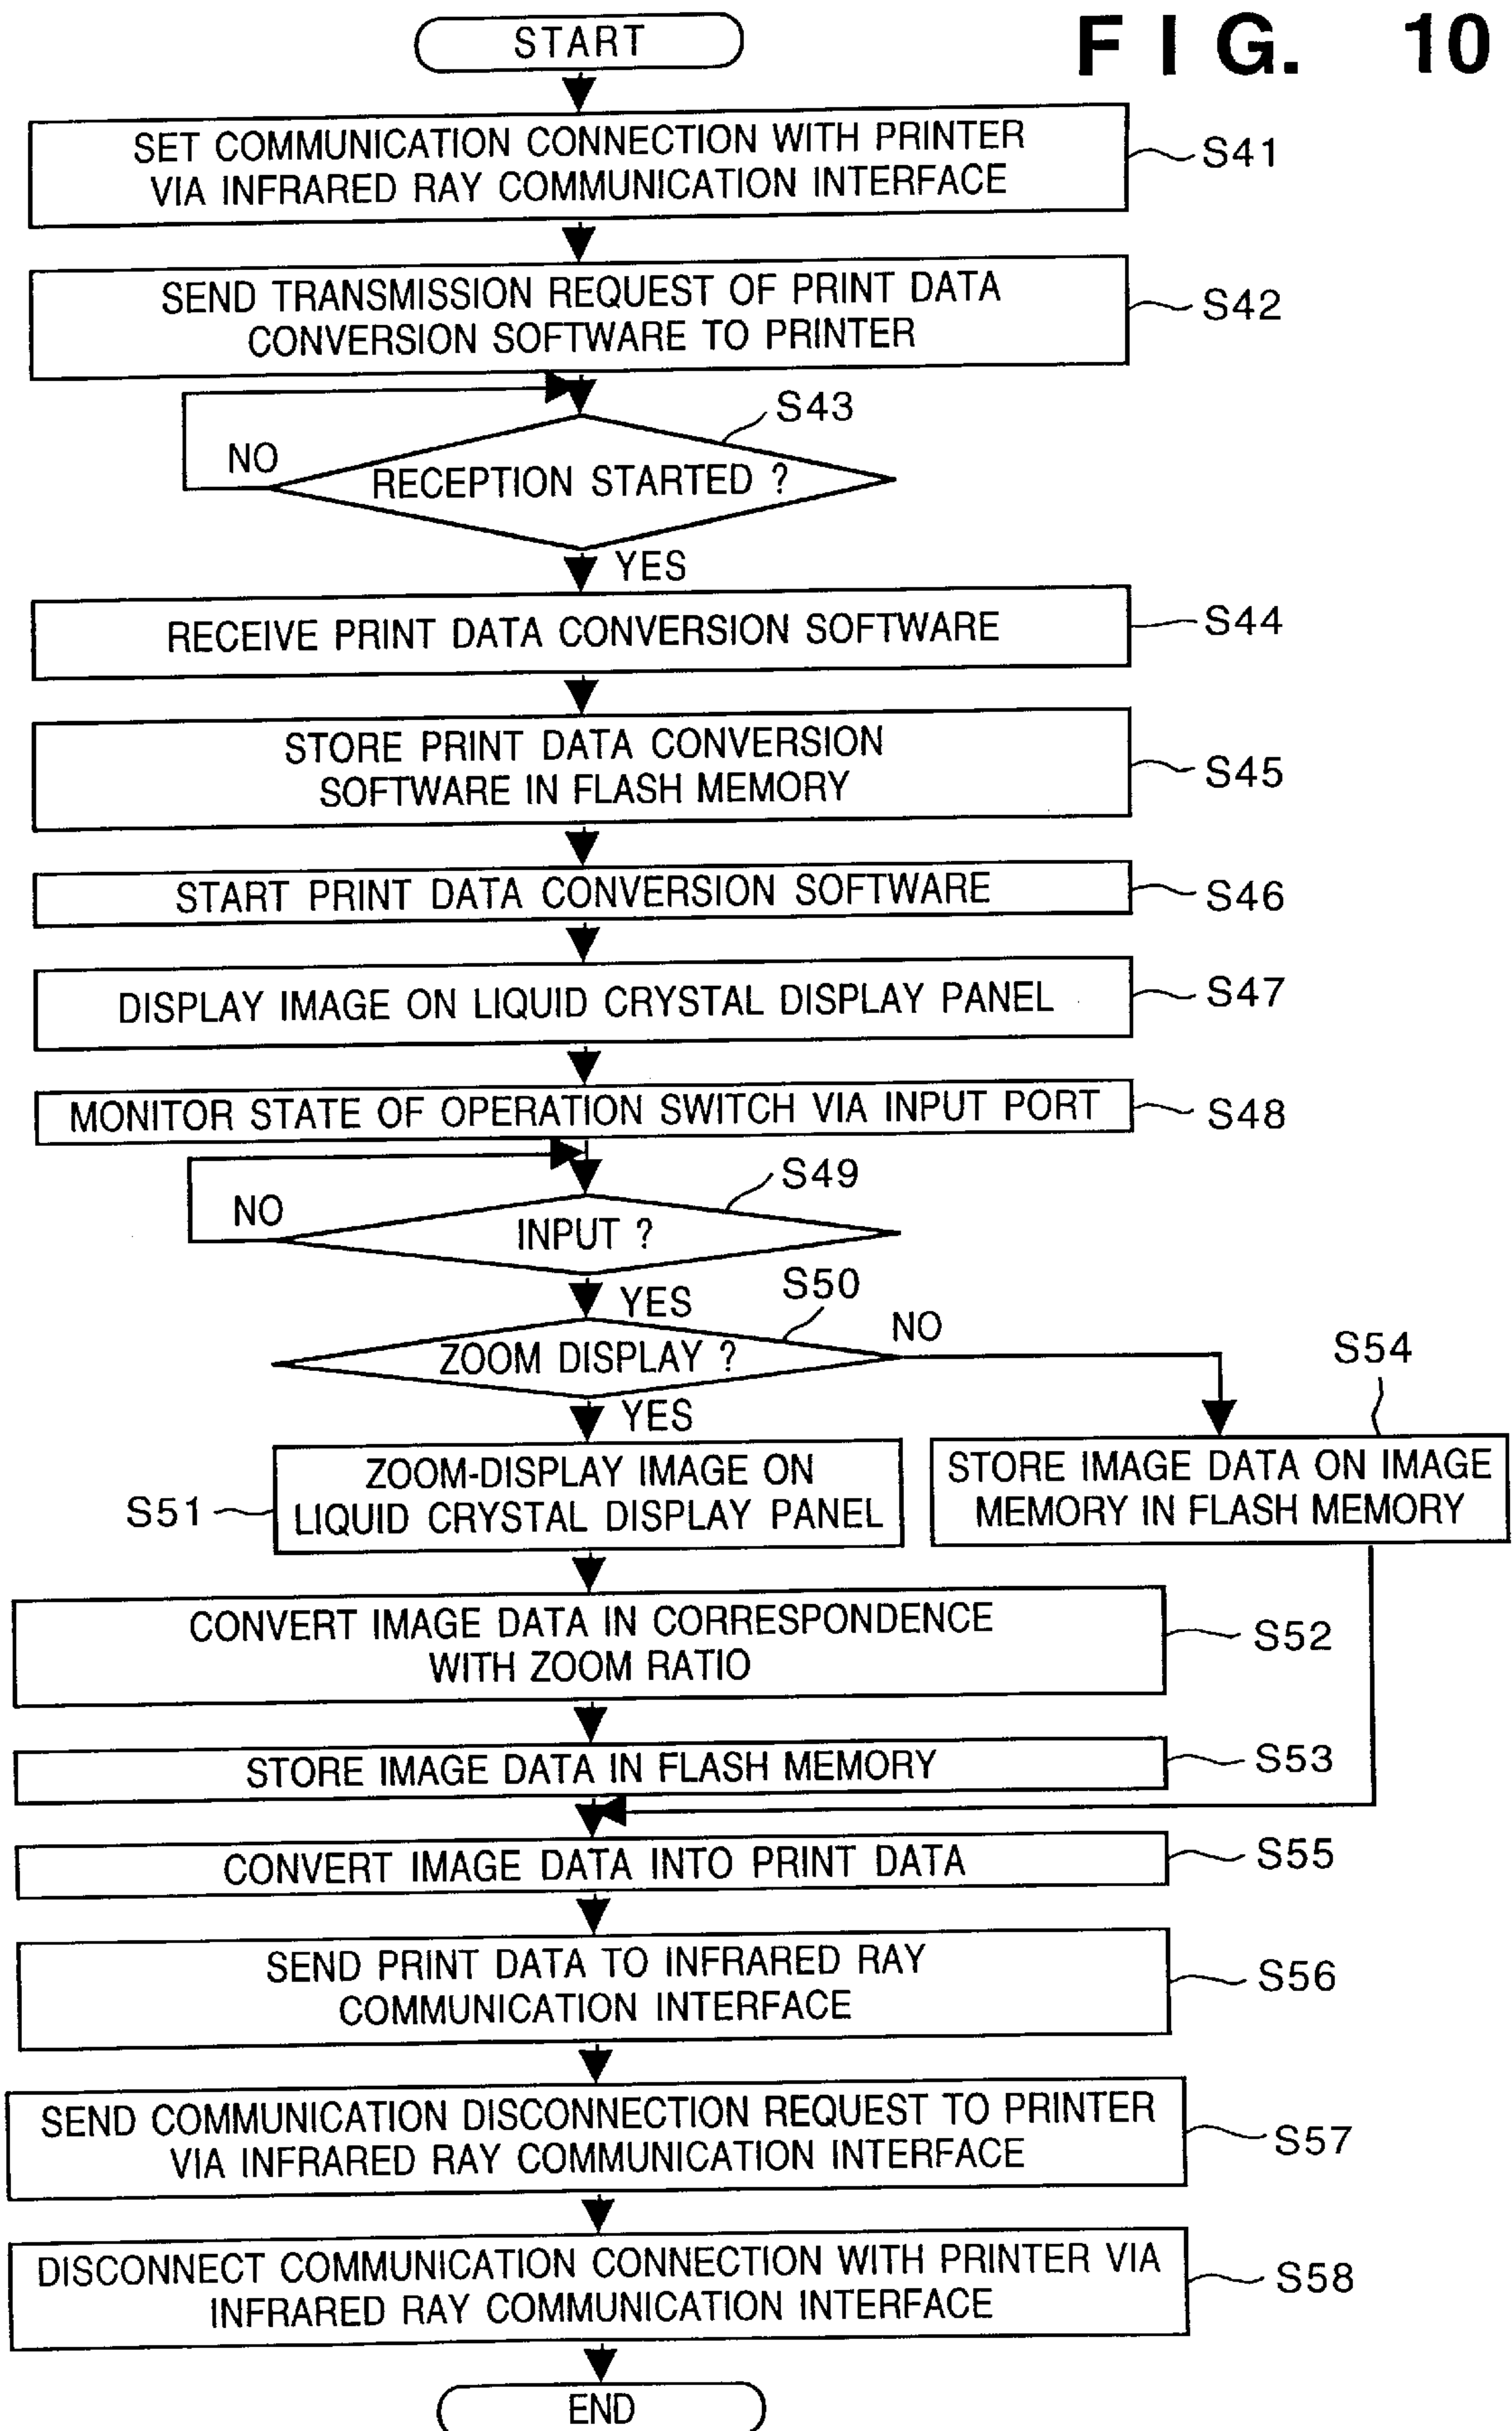 FIG. 10
START
SET COMMUNICATION CONNECTION WITH PRINTER
VIA INFRARED RAY COMMUNICATION INTERFACE
S41
SEND TRANSMISSION REQUEST OF PRINT DATA
CONVERSION SOFTWARE TO PRINTER
S42
S43
NO
RECEPTION STARTED ?
YES
RECEIVE PRINT DATA CONVERSION SOFTWARE
S44
STORE PRINT DATA CONVERSION
SOFTWARE IN FLASH MEMORY
S45
START PRINT DATA CONVERSION SOFTWARE
S46
DISPLAY IMAGE ON LIQUID CRYSTAL DISPLAY PANEL
S47
MONITOR STATE OF OPERATION SWITCH VIA INPUT PORT
S48
S49
NO
INPUT ?
YES
S50
NO
ZOOM DISPLAY ?
YES
S54
ZOOM-DISPLAY IMAGE ON
LIQUID CRYSTAL DISPLAY PANEL
S51
STORE IMAGE DATA ON IMAGE
MEMORY IN FLASH MEMORY
CONVERT IMAGE DATA IN CORRESPONDENCE
WITH ZOOM RATIO
S52
STORE IMAGE DATA IN FLASH MEMORY
S53
CONVERT IMAGE DATA INTO PRINT DATA
S55
SEND PRINT DATA TO INFRARED RAY
COMMUNICATION INTERFACE
S56
SEND COMMUNICATION DISCONNECTION REQUEST TO PRINTER
VIA INFRARED RAY COMMUNICATION INTERFACE
S57
DISCONNECT COMMUNICATION CONNECTION WITH PRINTER VIA
INFRARED RAY COMMUNICATION INTERFACE
S58
END